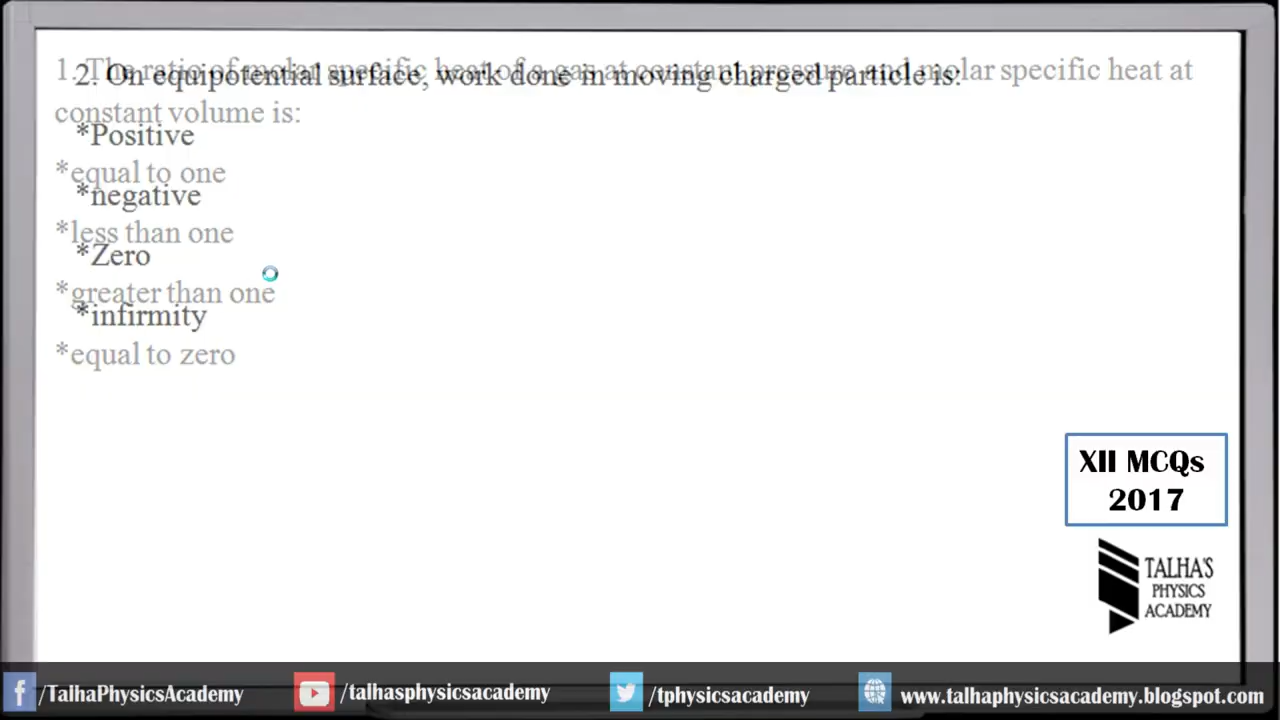 1. The ratio of molar specific heat of a gas at constant pressure and molar specific heat at
constant volume is:
*equal to one
*less than one
*greater than one
*equal to zero
2. On equipotential surface, work done in moving charged particle is:
*Positive
*negative
*Zero
*infirmity
XII MCQs
2017
TALHA'S
PHYSICS
ACADEMY
/TalhaPhysicsAcademy
/talhasphysicsacademy
/tphysicsacademy
www.talhaphysicsacademy.blogspot.com